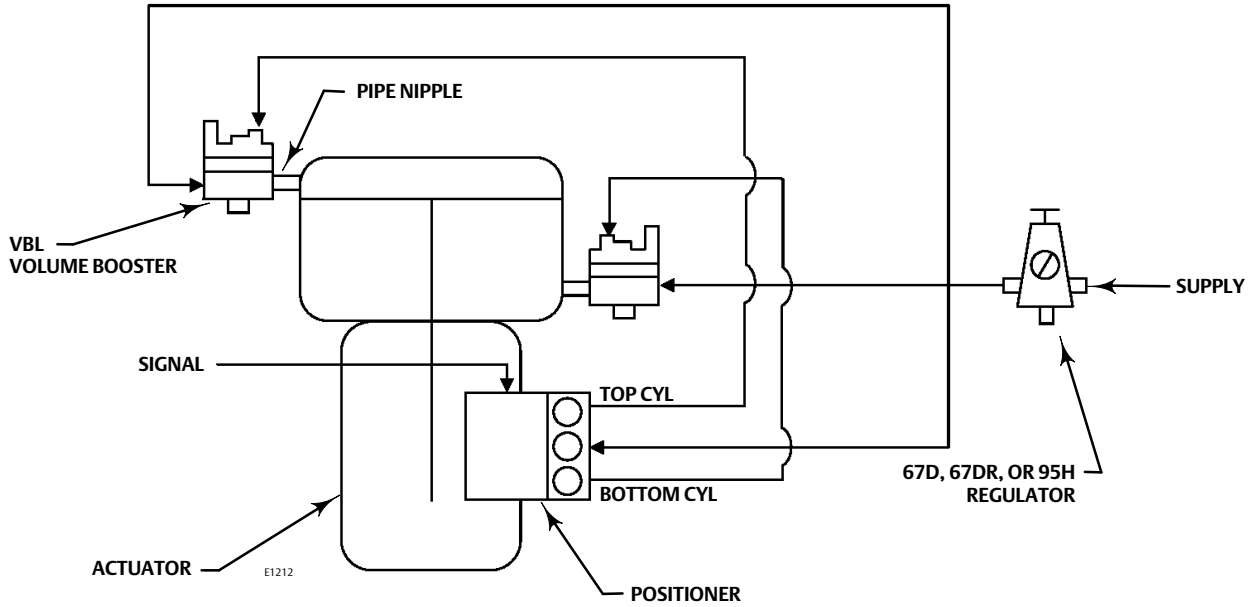 PIPE NIPPLE
VBL
VOLUME BOOSTER
SUPPLY
SIGNAL
TOP CYL
67D, 67DR, OR 95H
REGULATOR
BOTTOM CYL
ACTUATOR
E1212
POSITIONER